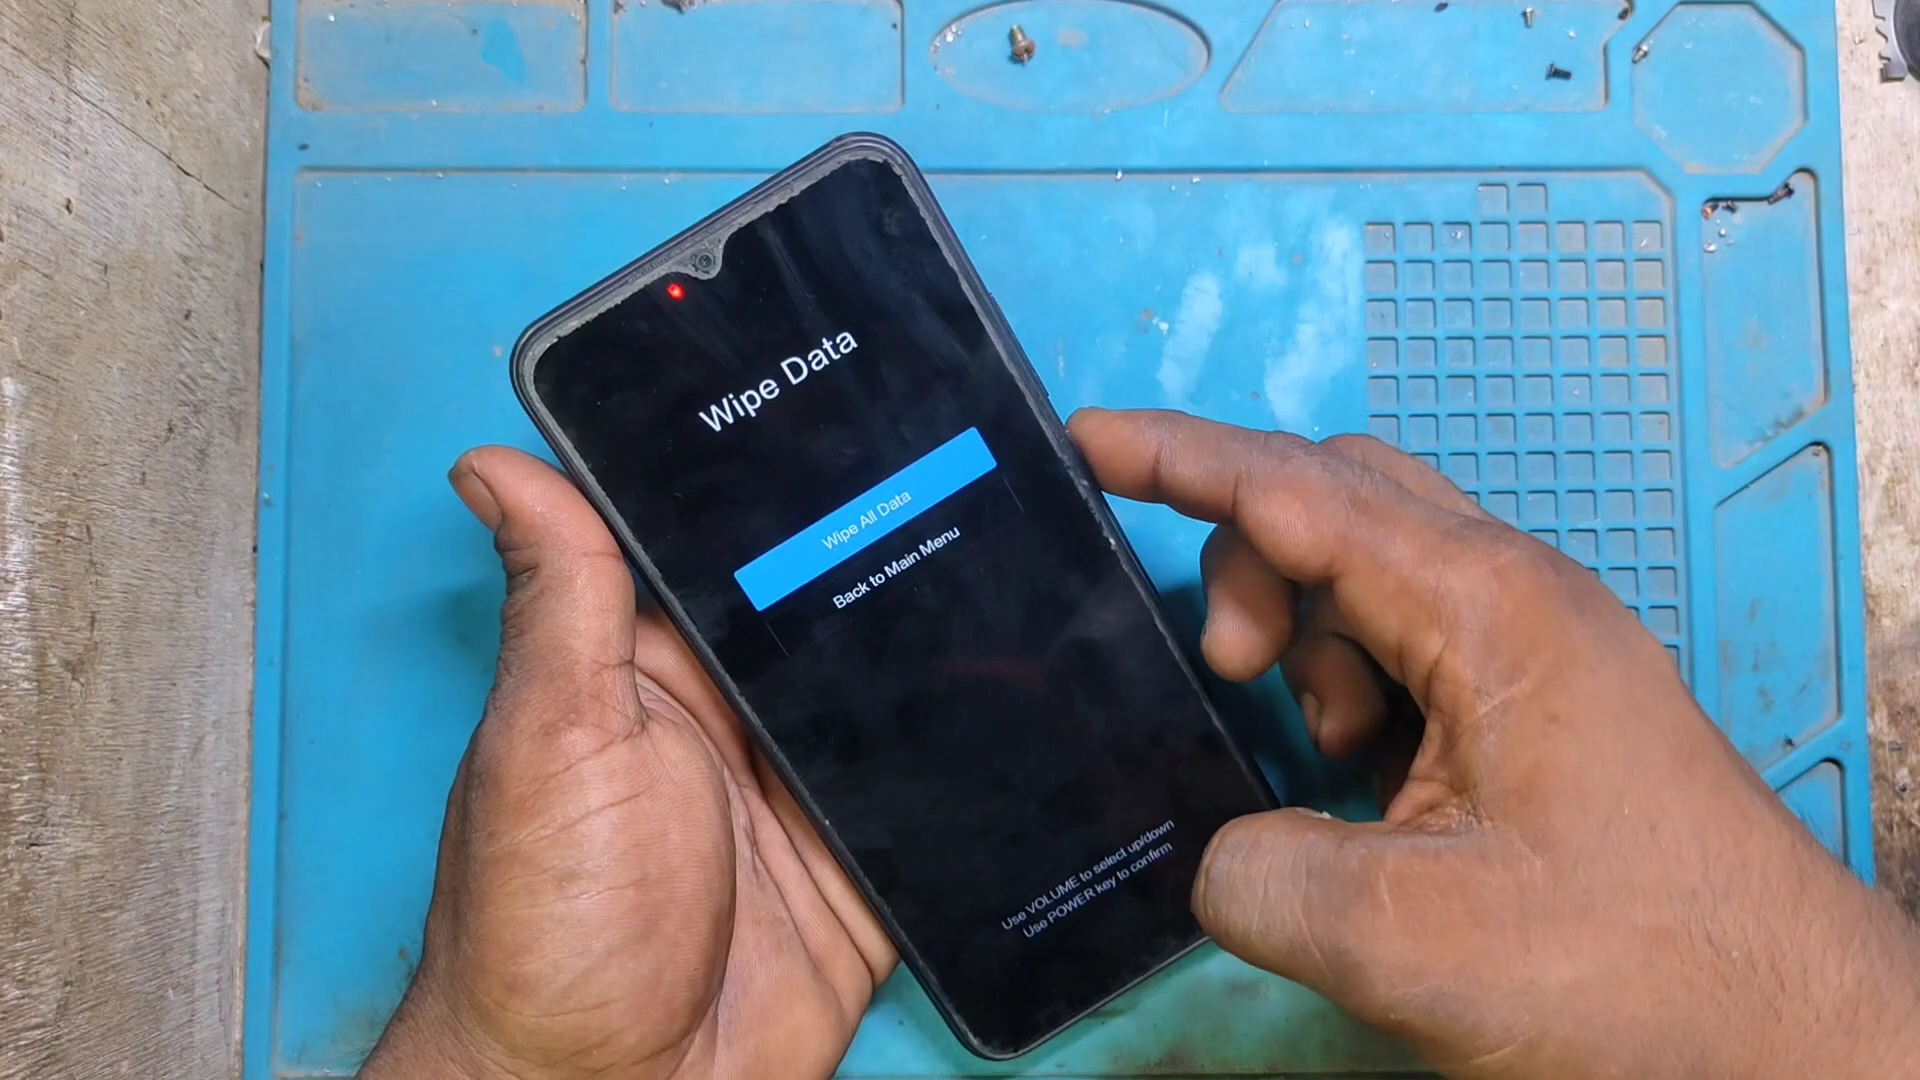 Wipe Data
Wipe All Data
Back to Main Menu
Use VOLUME to select up/down
Use POWER key to confirm